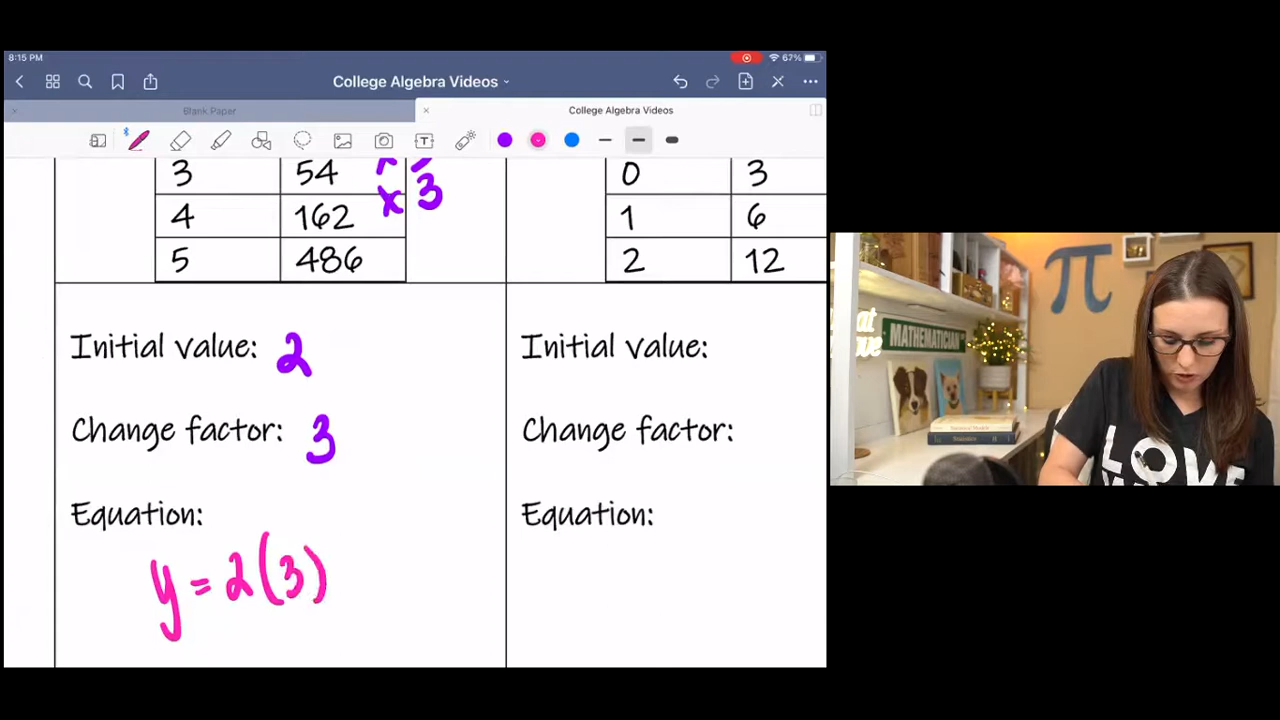 8:15 PM
67%
College Algebra Videos
Blank Paper
College Algebra Videos
3 54
x3
4 162
5 486
0 3
1 6
2 12
Initial value: 2
Change factor: 3
Equation:
y = 2(3)
Initial value:
Change factor:
Equation:
π
MATHEMATICIAN
LOVE